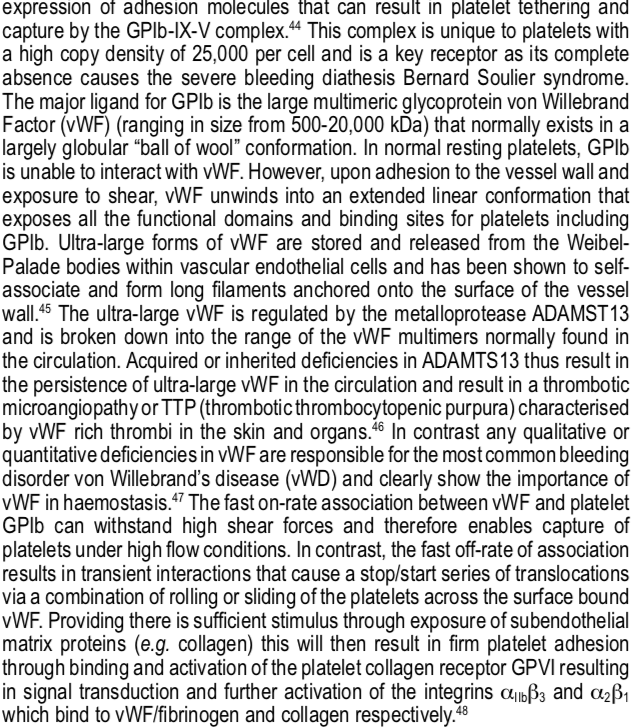 expression of adhesion molecules that can result in platelet tethering and
capture by the GPIb-IX-V complex.44 This complex is unique to platelets with
a high copy density of 25,000 per cell and is a key receptor as its complete
absence causes the severe bleeding diathesis Bernard Soulier syndrome.
The major ligand for GPIb is the large multimeric glycoprotein von Willebrand
Factor (vWF) (ranging in size from 500-20,000 kDa) that normally exists in a
largely globular “ball of wool” conformation. In normal resting platelets, GPIb
is unable to interact with vWF. However, upon adhesion to the vessel wall and
exposure to shear, vWF unwinds into an extended linear conformation that
exposes all the functional domains and binding sites for platelets including
GPIb. Ultra-large forms of vWF are stored and released from the Weibel-
Palade bodies within vascular endothelial cells and has been shown to self-
associate and form long filaments anchored onto the surface of the vessel
wall.45 The ultra-large vWF is regulated by the metalloprotease ADAMST13
and is broken down into the range of the vWF multimers normally found in
the circulation. Acquired or inherited deficiencies in ADAMTS13 thus result in
the persistence of ultra-large vWF in the circulation and result in a thrombotic
microangiopathy or TTP (thrombotic thrombocytopenic purpura) characterised
by vWF rich thrombi in the skin and organs.46 In contrast any qualitative or
quantitative deficiencies in vWF are responsible for the most common bleeding
disorder von Willebrand’s disease (vWD) and clearly show the importance of
vWF in haemostasis.47 The fast on-rate association between vWF and platelet
GPIb can withstand high shear forces and therefore enables capture of
platelets under high flow conditions. In contrast, the fast off-rate of association
results in transient interactions that cause a stop/start series of translocations
via a combination of rolling or sliding of the platelets across the surface bound
vWF. Providing there is sufficient stimulus through exposure of subendothelial
matrix proteins (e.g. collagen) this will then result in firm platelet adhesion
through binding and activation of the platelet collagen receptor GPVI resulting
in signal transduction and further activation of the integrins αIIbβ3 and α2β1
which bind to vWF/fibrinogen and collagen respectively.48